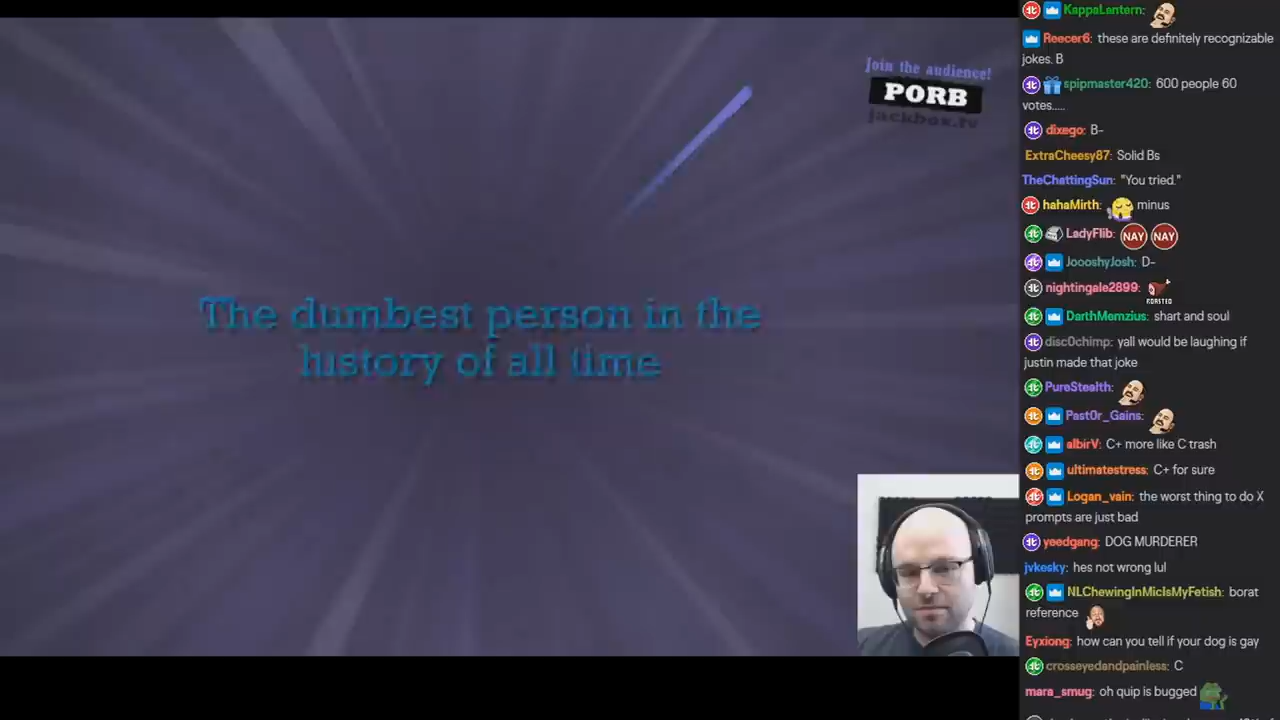 Join the audience!
PORB
jackbox.tv
The dumbest person in the
history of all time
KappaLantern:
Reecer6: these are definitely recognizable
jokes. B
spipmaster420: 600 people 60
votes.....
dixego: B-
ExtraCheesy87: Solid Bs
TheChattingSun: "You tried."
hahaMirth: minus
LadyFlib: NAY NAY
JoooshyJosh: D-
nightingale2899: ROASTED
DarthMemzius: shart and soul
disc0chimp: yall would be laughing if
justin made that joke
PureStealth:
Past0r_Gains:
albirV: C+ more like C trash
ultimatestress: C+ for sure
Logan_vain: the worst thing to do X
prompts are just bad
yeedgang: DOG MURDERER
jvkesky: hes not wrong lul
NLChewingInMicIsMyFetish: borat
reference
Eyxiong: how can you tell if your dog is gay
crosseyedandpainless: C
mara_smug: oh quip is bugged